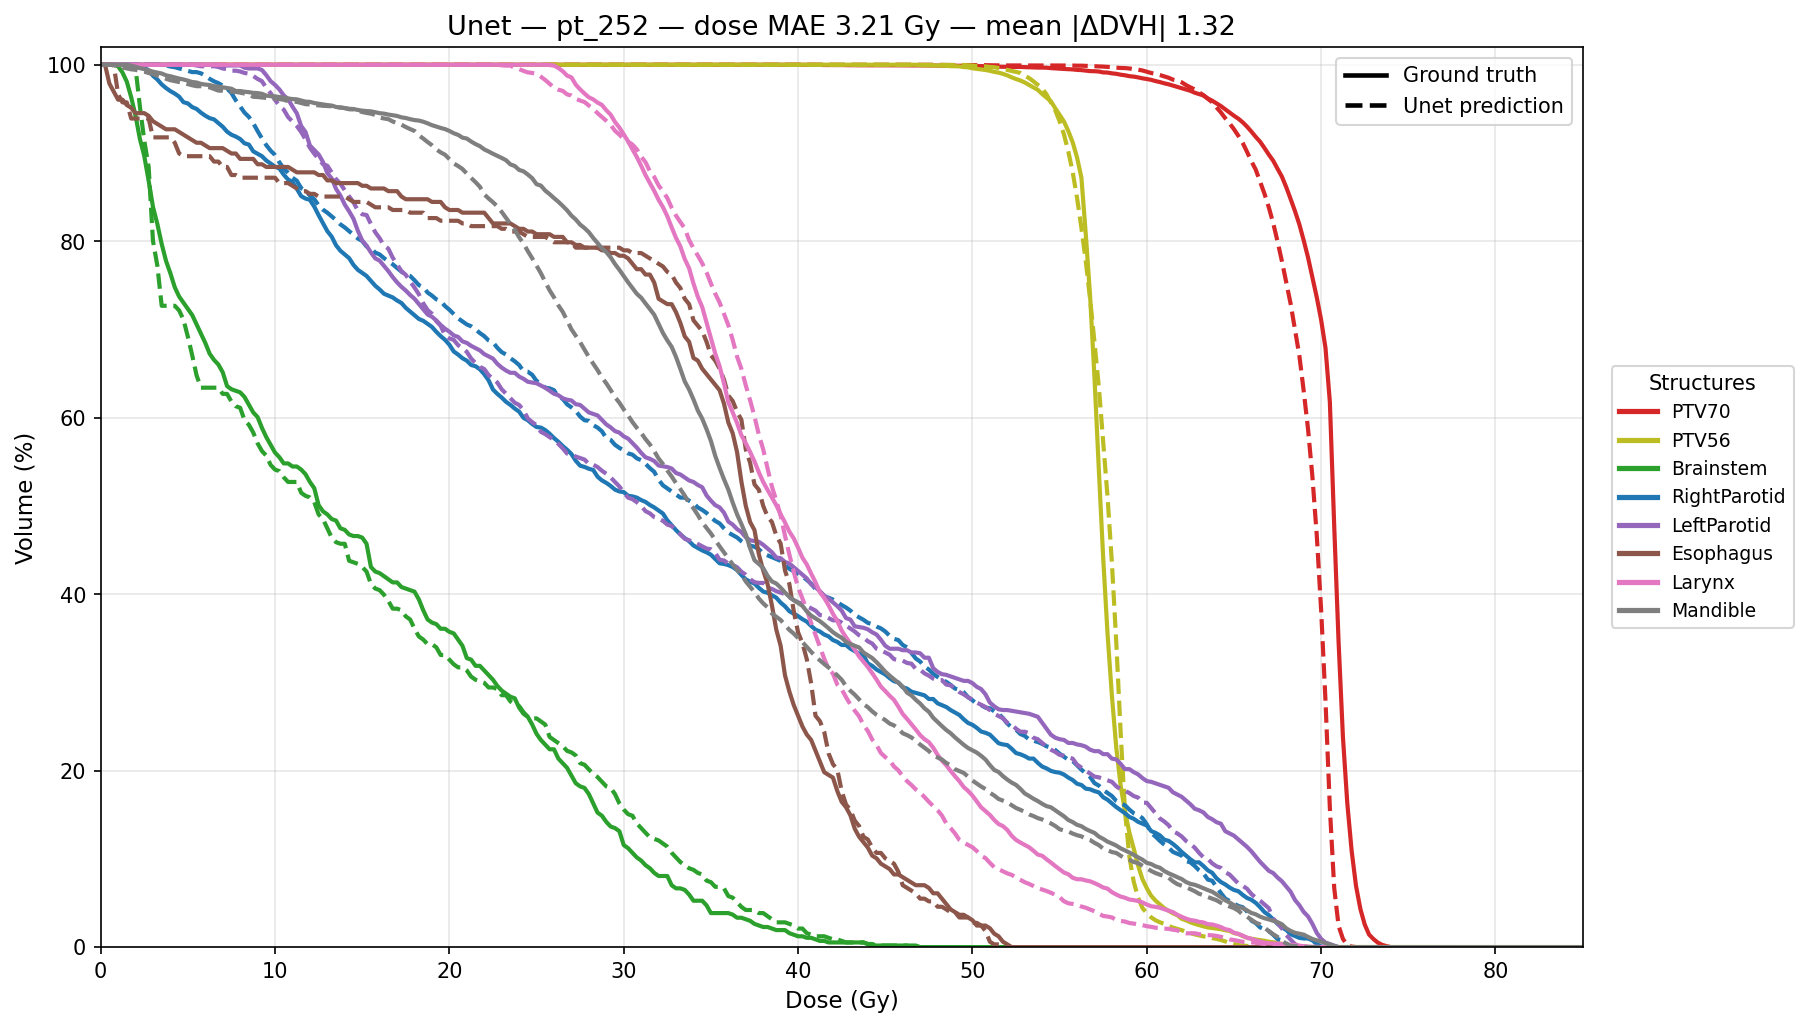 Unet — pt_252 — dose MAE 3.21 Gy — mean |ΔDVH| 1.32
Ground truth
Unet prediction
Volume (%)
100
80
60
40
20
0
0 10 20 30 40 50 60 70 80
Dose (Gy)
Structures
PTV70
PTV56
Brainstem
RightParotid
LeftParotid
Esophagus
Larynx
Mandible